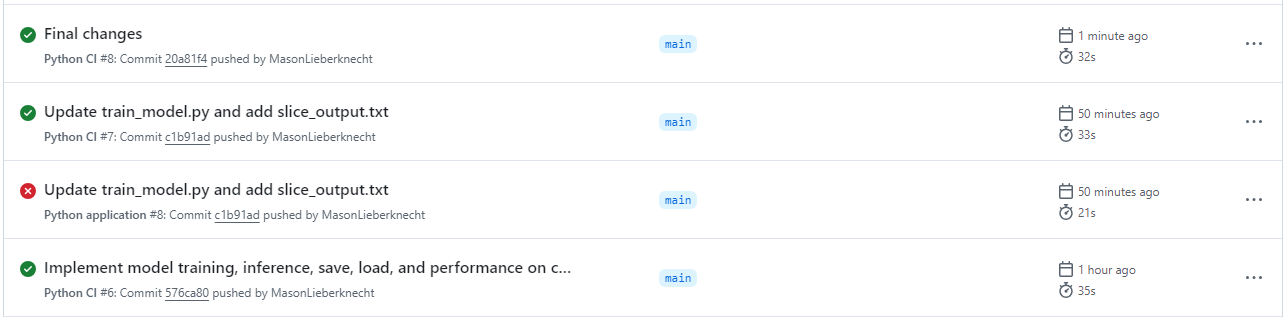 Final changes
main
1 minute ago
Python CI #8: Commit 20a81f4 pushed by MasonLieberknecht
32s
Update train_model.py and add slice_output.txt
main
50 minutes ago
Python CI #7: Commit c1b91ad pushed by MasonLieberknecht
33s
Update train_model.py and add slice_output.txt
main
50 minutes ago
Python application #8: Commit c1b91ad pushed by MasonLieberknecht
21s
Implement model training, inference, save, load, and performance on c...
main
1 hour ago
Python CI #6: Commit 576ca80 pushed by MasonLieberknecht
35s